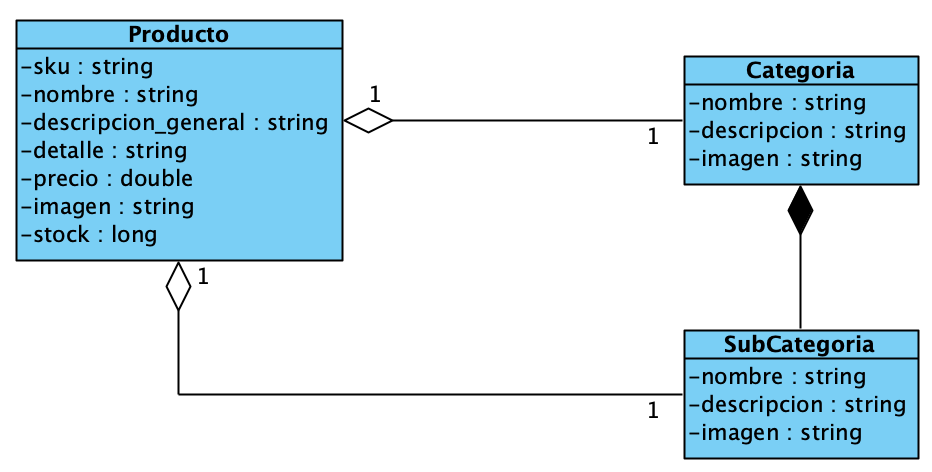 Producto
-sku : string
-nombre : string
-descripcion_general : string
-detalle : string
-precio : double
-imagen : string
-stock : long
1
1
Categoria
-nombre : string
-descripcion : string
-imagen : string
1
1
SubCategoria
-nombre : string
-descripcion : string
-imagen : string